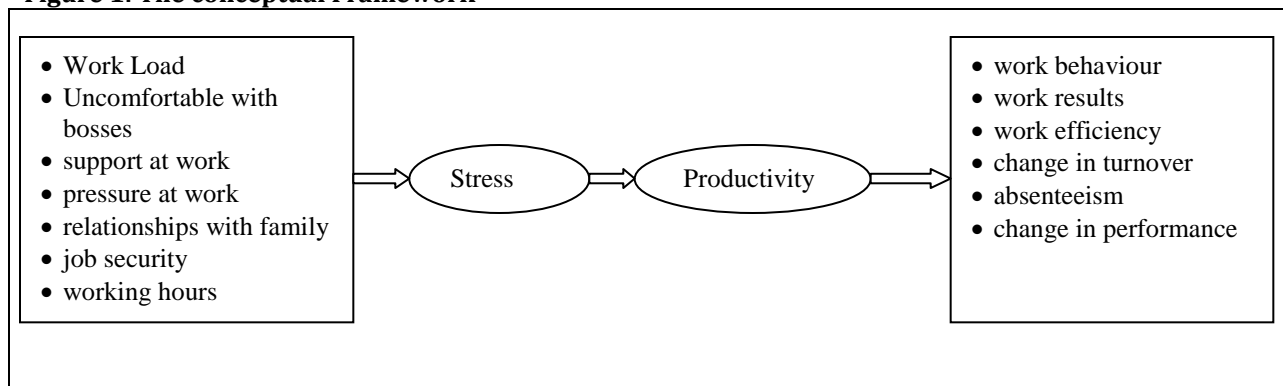 Figure 1: The conceptual Framework
• Work Load
• Uncomfortable with
bosses
• support at work
• pressure at work
• relationships with family
• job security
• working hours
Stress
Productivity
• work behaviour
• work results
• work efficiency
• change in turnover
• absenteeism
• change in performance